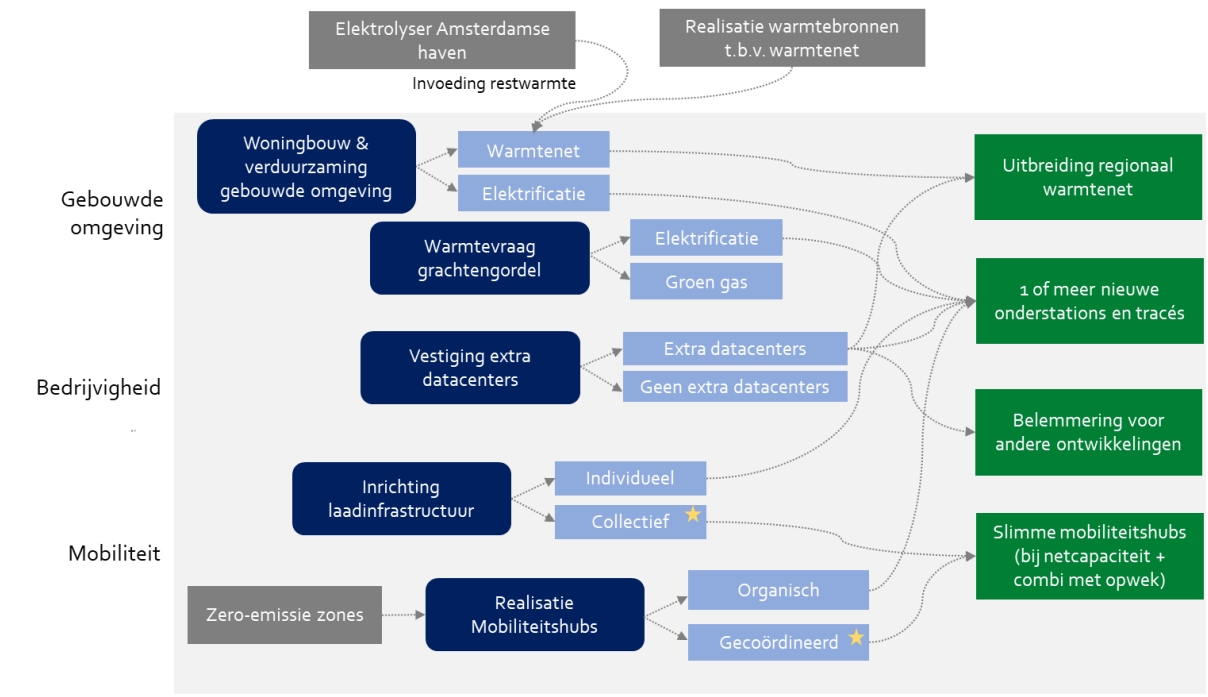 Elektrolyser Amsterdamse
haven
Realisatie warmtebronnen
t.b.v. warmtenet
Invoeding restwarmte
Gebouwde
omgeving
Woningbouw &
verduurzaming
gebouwde omgeving
Warmtenet
Elektrificatie
Uitbreiding regionaal
warmtenet
Warmtevraag
grachtengordel
Elektrificatie
Groen gas
1 of meer nieuwe
onderstations en tracés
Bedrijvigheid
Vestiging extra
datacenters
Extra datacenters
Geen extra datacenters
Belemmering voor
andere ontwikkelingen
Mobiliteit
Inrichting
laadinfrastructuur
Individueel
Collectief
Slimme mobiliteitshubs
(bij netcapaciteit +
combi met opwek)
Zero-emissie zones
Realisatie
Mobiliteitshubs
Organisch
Gecoördineerd